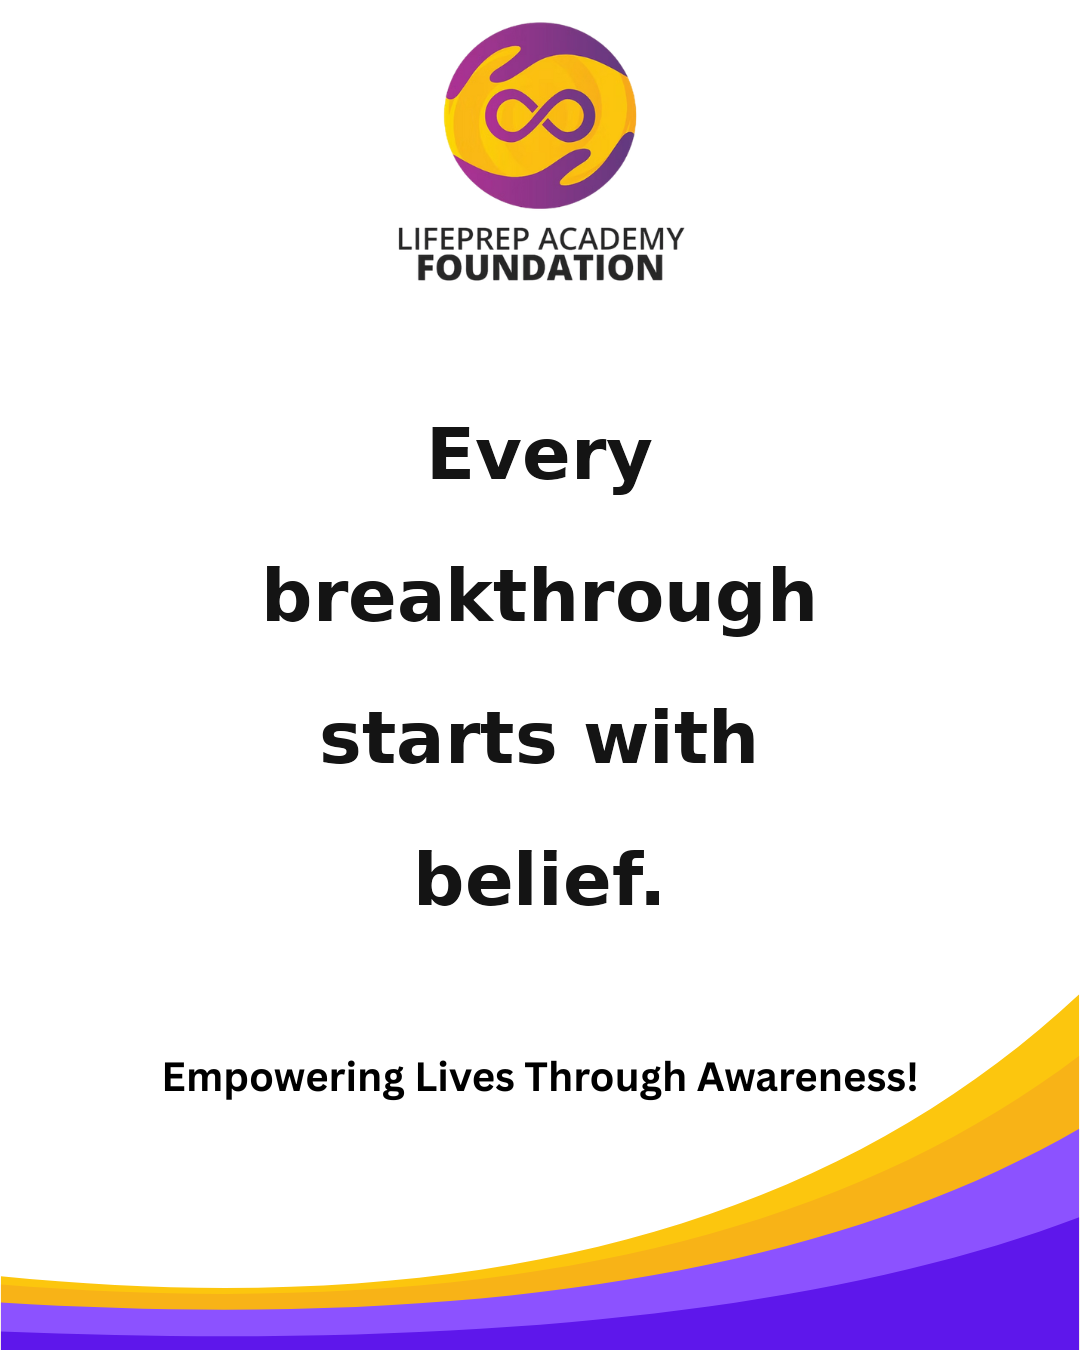 LIFEPREP ACADEMY
FOUNDATION
Every
breakthrough
starts with
belief.
Empowering Lives Through Awareness!